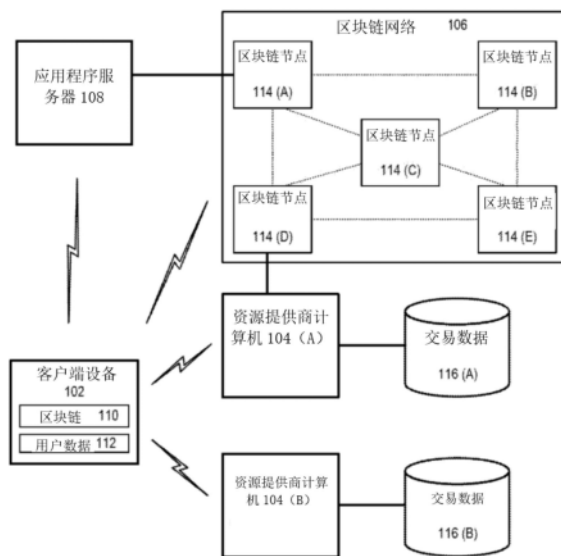 区块链网络 106
应用程序服
务器 108
区块链节点
114 (A)
区块链节点
114 (B)
区块链节点
114 (C)
区块链节点
114 (D)
区块链节点
114 (E)
资源提供商计
算机 104（A）
交易数据
116 (A)
客户端设备
102
区块链 110
用户数据 112
资源提供商计算
机 104（B）
交易数据
116 (B)